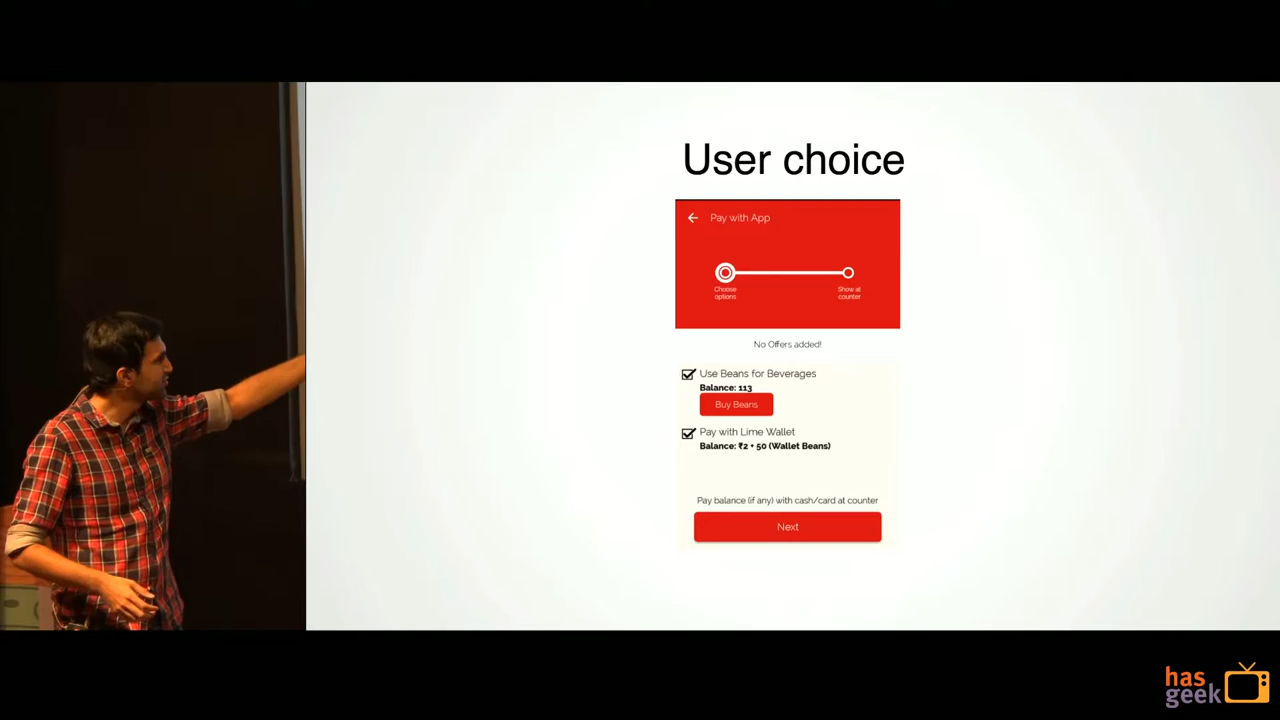 User choice
Pay with App
Choose
options
Show at
counter
No Offers added!
Use Beans for Beverages
Balance: 113
Buy Beans
Pay with Lime Wallet
Balance: ₹2 + 50 (Wallet Beans)
Pay balance (if any) with cash/card at counter
Next
has
geek